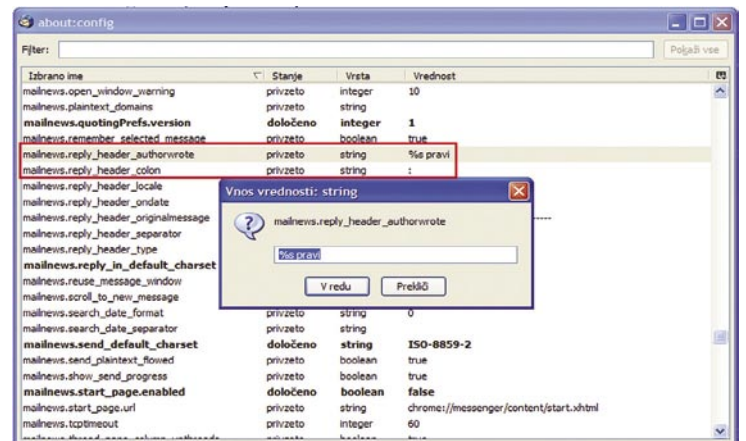 about:config
Filter: Pokaži vse
Izbrano ime Stanje Vrsta Vrednost
mailnews.open_window_warning privzeto integer 10
mailnews.plaintext_domains privzeto string
mailnews.quotingPrefs.version določeno integer 1
mailnews.remember_selected_message privzeto boolean true
mailnews.reply_header_authorwrote privzeto string %s pravi
mailnews.reply_header_colon privzeto string :
mailnews.reply_header_locale
mailnews.reply_header_ondate
mailnews.reply_header_originalmessage
mailnews.reply_header_separator
mailnews.reply_header_type
mailnews.reply_in_default_charset
mailnews.reuse_message_window
mailnews.scroll_to_new_message
Vnos vrednosti: string
mailnews.reply_header_authorwrote
%s pravi
V redu Prekliči
mailnews.search_date_format privzeto string 0
mailnews.search_date_separator privzeto string
mailnews.send_default_charset določeno string ISO-8859-2
mailnews.send_plaintext_flowed privzeto boolean true
mailnews.show_send_progress privzeto boolean true
mailnews.start_page.enabled določeno boolean false
mailnews.start_page.url privzeto string chrome://messenger/content/start.xhtml
mailnews.tcptimeout privzeto integer 60